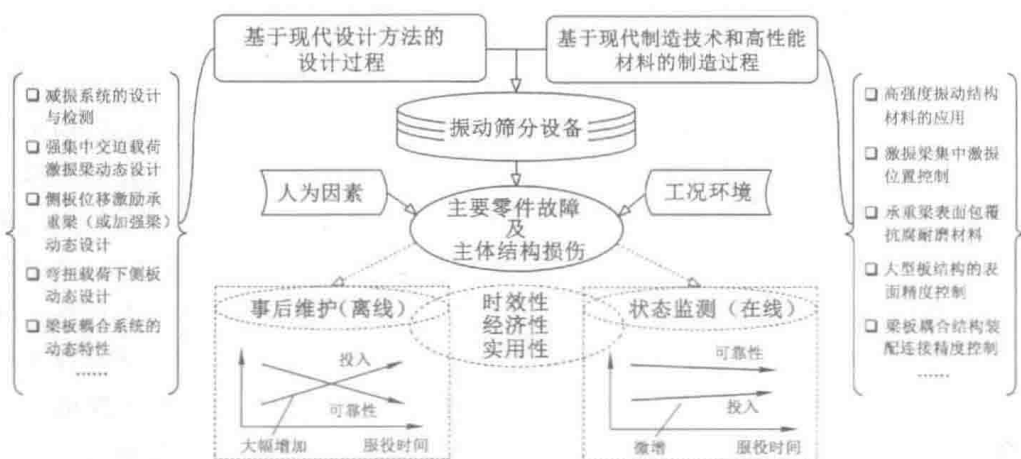 基于现代设计方法的
设计过程
基于现代制造技术和高性能
材料的制造过程
减振系统的设计
与检测
强集中交迫载荷
激振梁动态设计
侧板位移激励承
重梁（或加强梁）
动态设计
弯扭载荷下侧板
动态设计
梁板耦合系统的
动态特性
……
振动筛分设备
人为因素
工况环境
主要零件故障
及
主体结构损伤
高强度振动结构
材料的应用
激振梁集中激振
位置控制
承重梁表面包覆
抗腐耐磨材料
大型板结构的表
面精度控制
梁板耦合结构装
配连接精度控制
……
事后维护(离线)
时效性
经济性
实用性
状态监测（在线）
投入
可靠性
大幅增加
服役时间
可靠性
投入
微增
服役时间